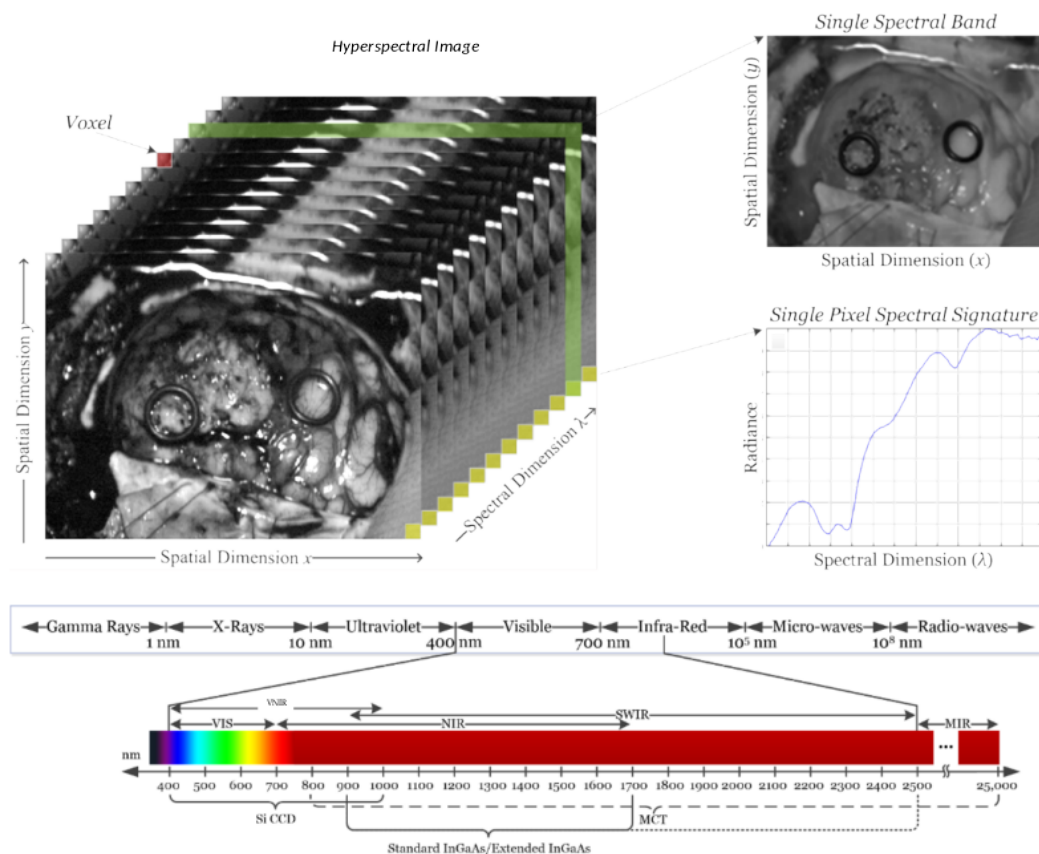 Hyperspectral Image
Voxel
Spatial Dimension y
Spatial Dimension x
Spectral Dimension λ
Single Spectral Band
Spatial Dimension (y)
Spatial Dimension (x)
Single Pixel Spectral Signature
Radiance
Spectral Dimension (λ)
Gamma Rays X-Rays Ultraviolet Visible Infra-Red Micro-waves Radio-waves
1 nm 10 nm 400 nm 700 nm 10⁵ nm 10⁸ nm
VNIR
VIS NIR SWIR MIR
nm
...
400 500 600 700 800 900 1000 1100 1200 1300 1400 1500 1600 1700 1800 1900 2000 2100 2200 2300 2400 2500 25,000
Si CCD MCT
Standard InGaAs/Extended InGaAs